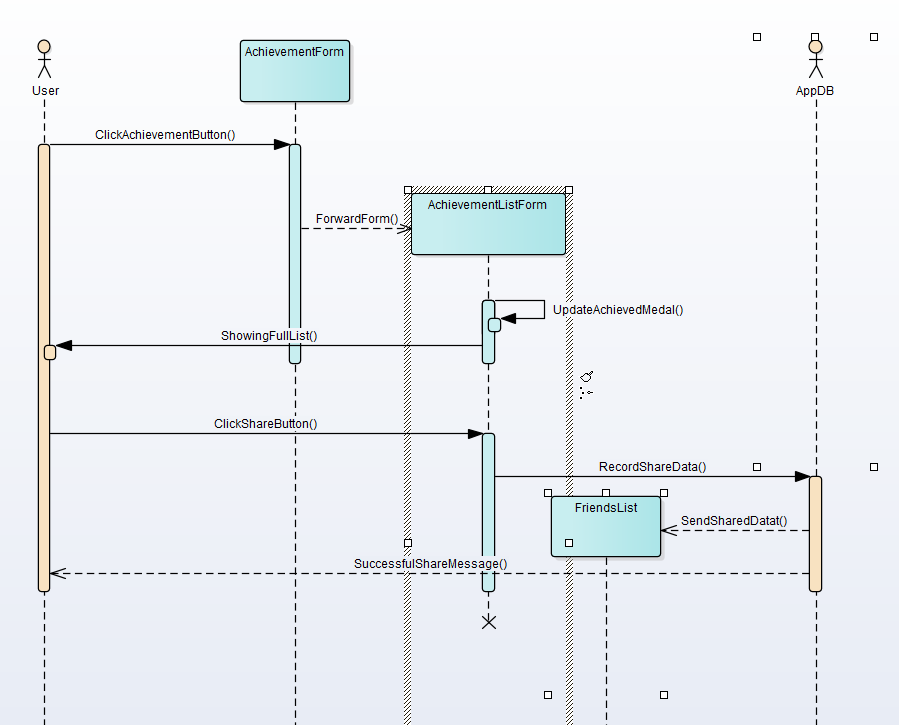 AchievementForm
User
AppDB
ClickAchievementButton()
AchievementListForm
ForwardForm()
UpdateAchievedMedal()
ShowingFullList()
ClickShareButton()
RecordShareData()
FriendsList
SendSharedDatat()
SuccessfulShareMessage()